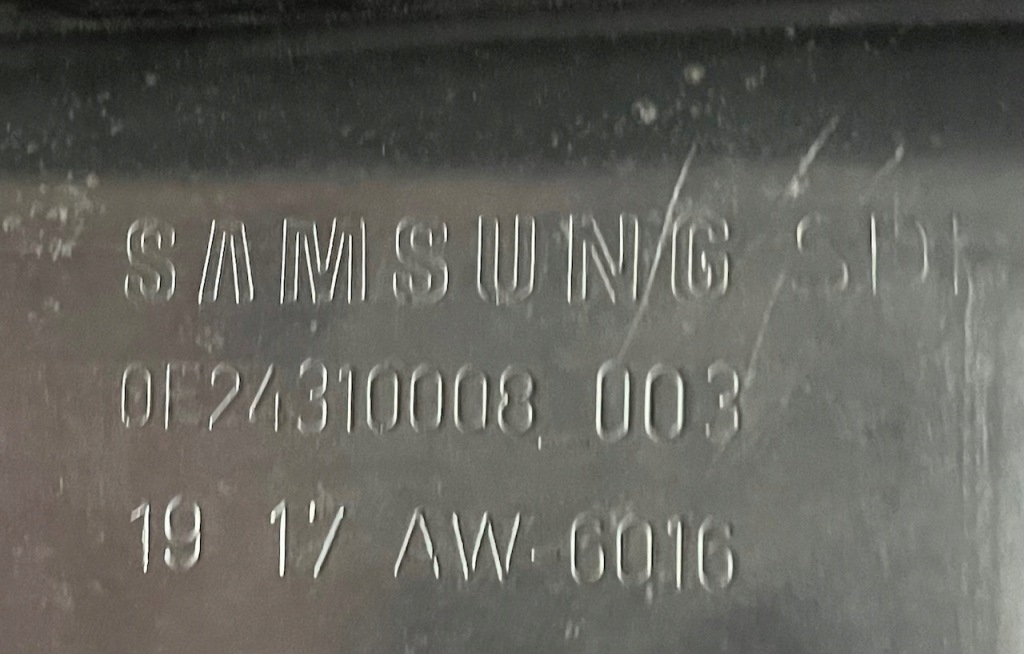 SAMSUNG SDI
0E24310008 003
19 17 AW-6016